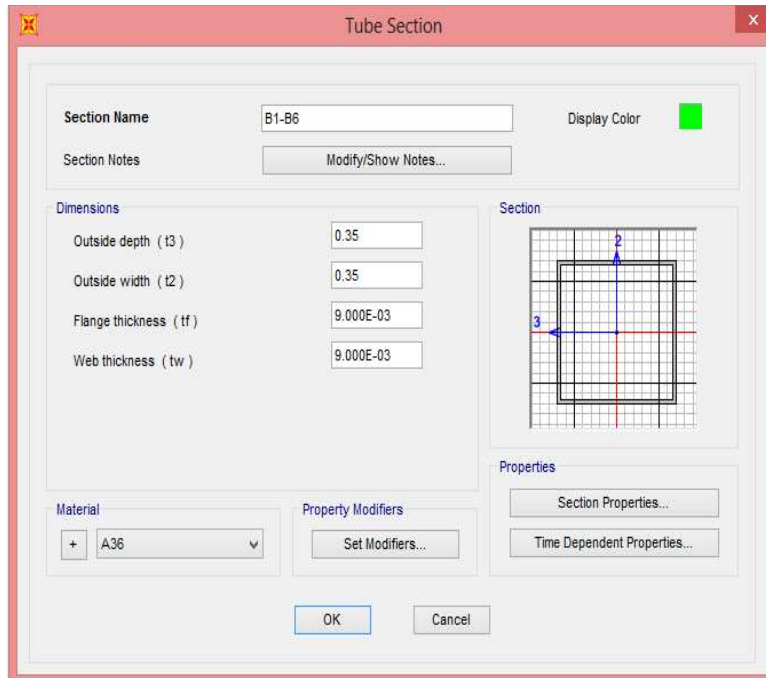 Tube Section
x
Section Name B1-B6 Display Color
Section Notes Modify/Show Notes...
Dimensions
Outside depth ( t3 ) 0.35
Outside width ( t2 ) 0.35
Flange thickness ( tf ) 9.000E-03
Web thickness ( tw ) 9.000E-03
Section
2
3
Properties
Section Properties...
Time Dependent Properties...
Material
+ A36
Property Modifiers
Set Modifiers...
OK Cancel